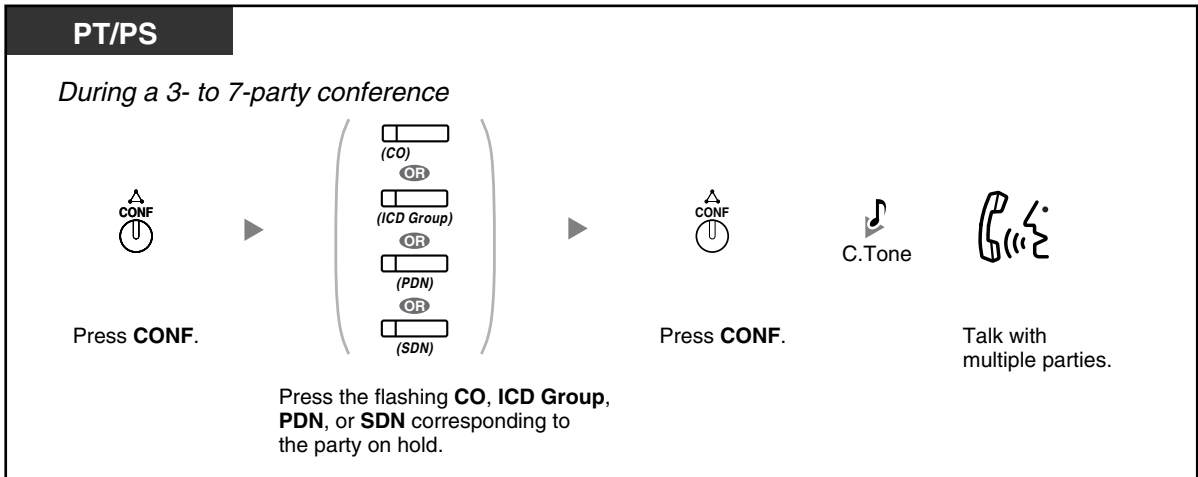 PT/PS
During a 3- to 7-party conference
CONF
(CO)
OR
(ICD Group)
OR
(PDN)
OR
(SDN)
CONF
C.Tone
Press CONF.
Press the flashing CO, ICD Group,
PDN, or SDN corresponding to
the party on hold.
Press CONF.
Talk with
multiple parties.